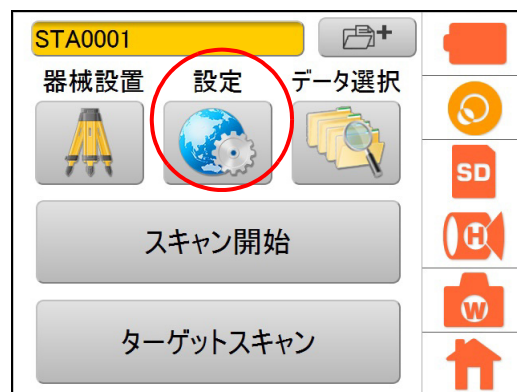 STA0001
器械設置 設定 データ選択
スキャン開始
ターゲットスキャン
SD
H
W